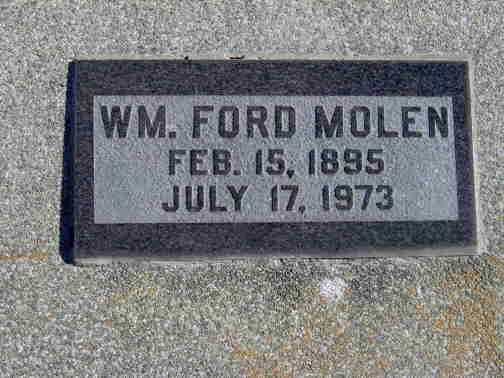 WM. FORD MOLEN
FEB. 15, 1895
JULY 17, 1973